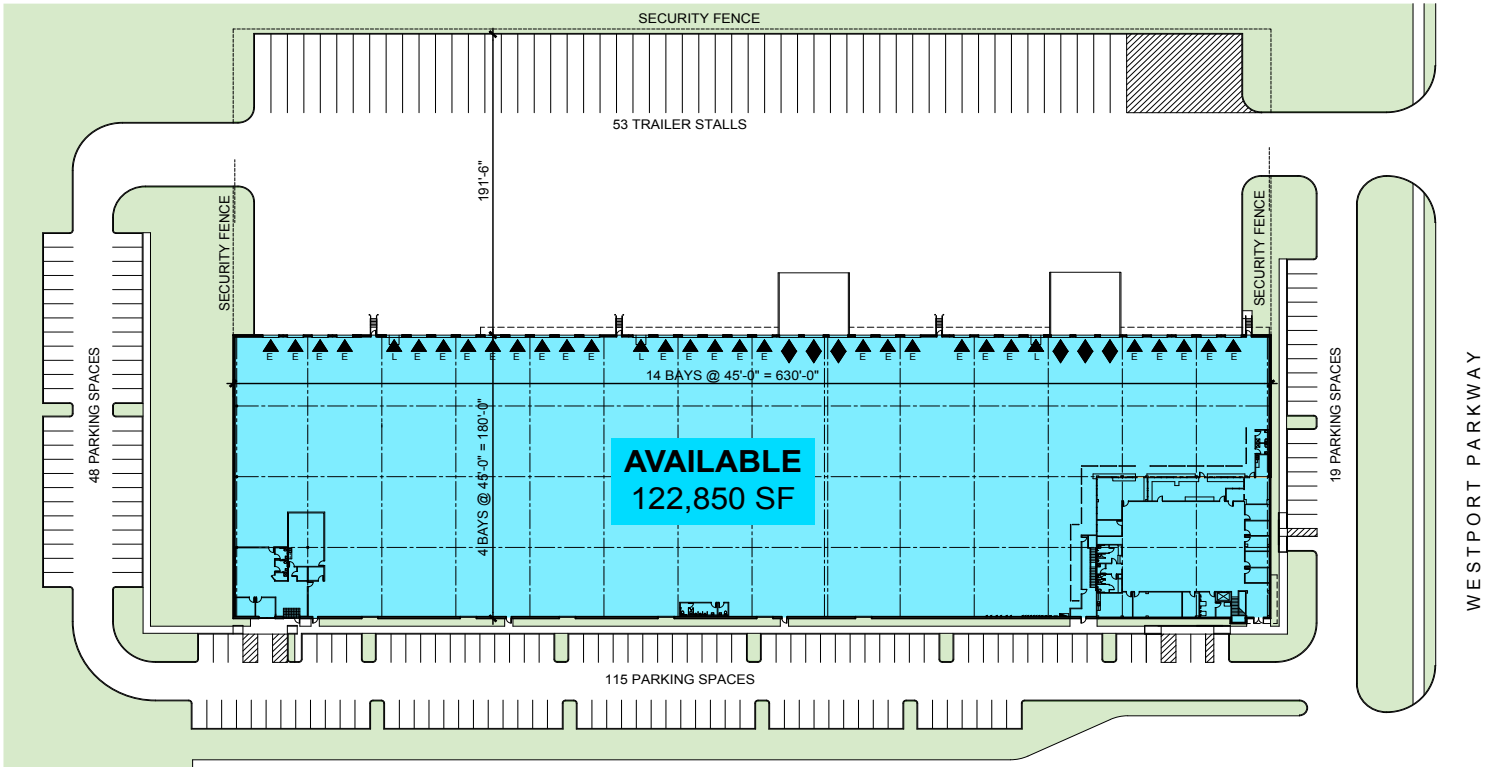 SECURITY FENCE
53 TRAILER STALLS
191'-6"
SECURITY FENCE
SECURITY FENCE
E E E E L E E E E E E E E L E E E E E E E E E E E L E E E E E
14 BAYS @ 45'-0" = 630'-0"
4 BAYS @ 45'-0" = 180'-0"
AVAILABLE
122,850 SF
48 PARKING SPACES
19 PARKING SPACES
WESTPORT PARKWAY
115 PARKING SPACES